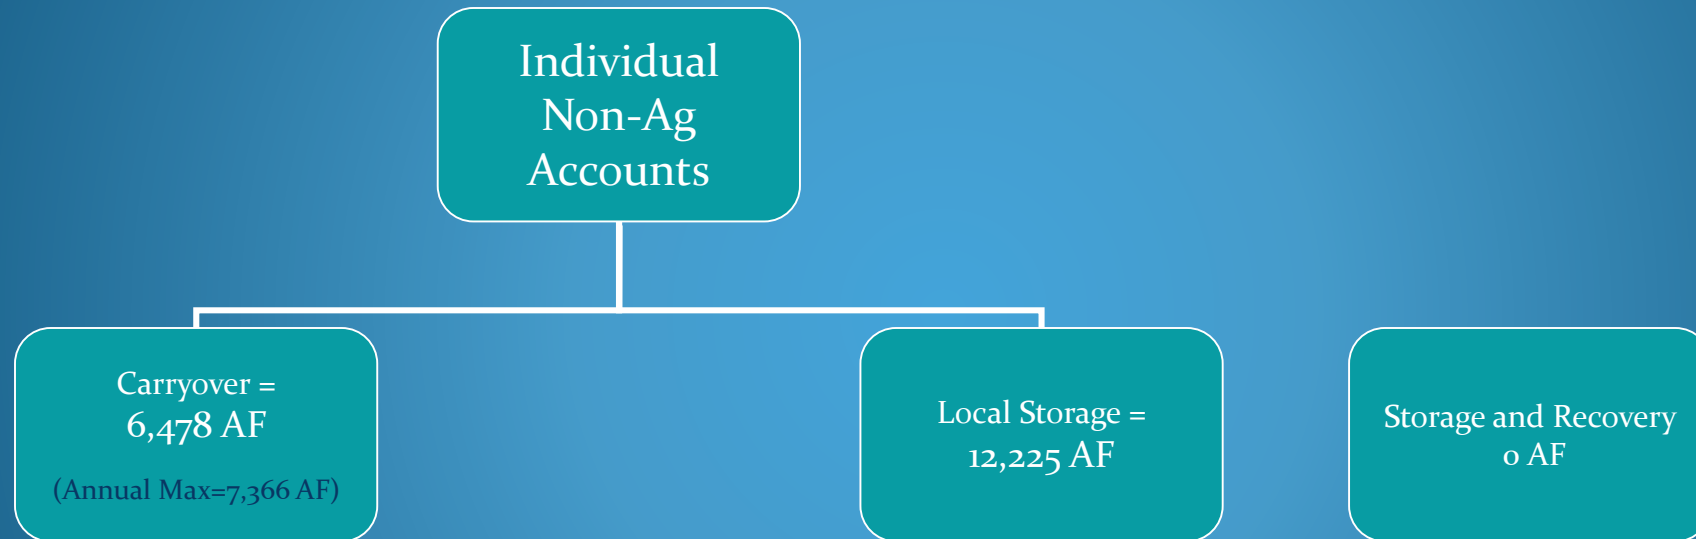 Individual
Non-Ag
Accounts
Carryover =
6,478 AF
(Annual Max=7,366 AF)
Local Storage =
12,225 AF
Storage and Recovery
0 AF